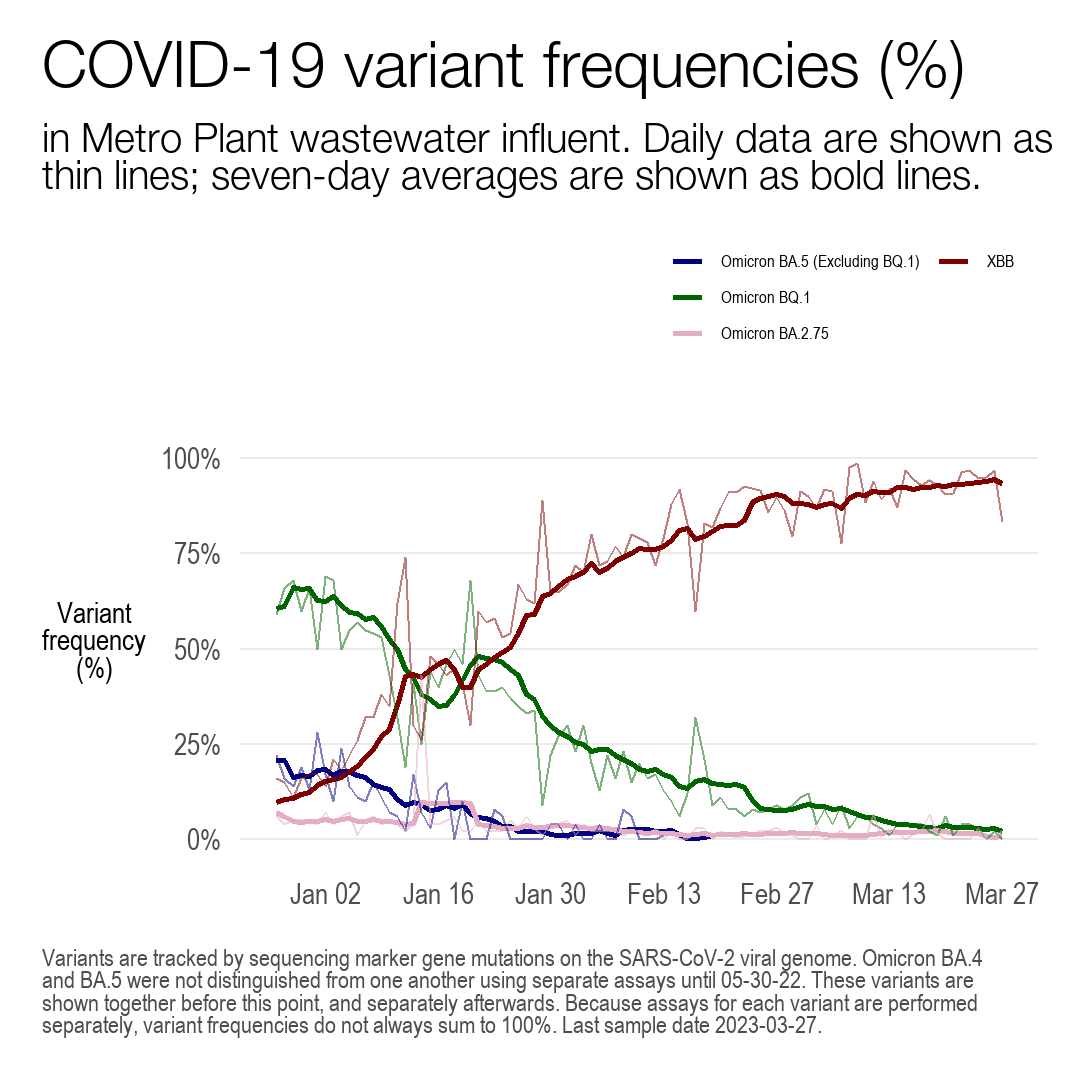 COVID-19 variant frequencies (%)
in Metro Plant wastewater influent. Daily data are shown as
thin lines; seven-day averages are shown as bold lines.
Omicron BA.5 (Excluding BQ.1)
XBB
Omicron BQ.1
Omicron BA.2.75
100%
75%
Variant
frequency
(%)
50%
25%
0%
Jan 02
Jan 16
Jan 30
Feb 13
Feb 27
Mar 13
Mar 27
Variants are tracked by sequencing marker gene mutations on the SARS-CoV-2 viral genome. Omicron BA.4
and BA.5 were not distinguished from one another using separate assays until 05-30-22. These variants are
shown together before this point, and separately afterwards. Because assays for each variant are performed
separately, variant frequencies do not always sum to 100%. Last sample date 2023-03-27.